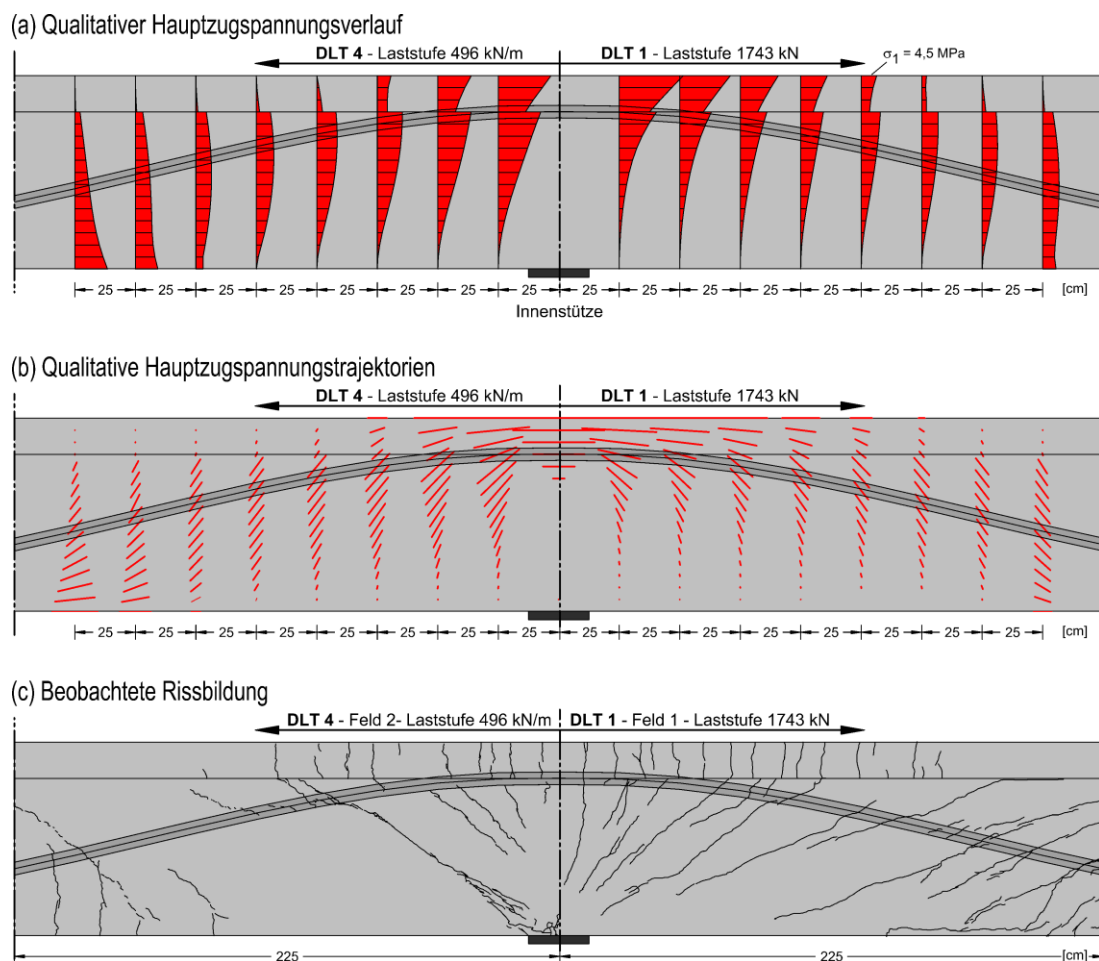 (a) Qualitativer Hauptzugspannungsverlauf
DLT 4 - Laststufe 496 kN/m DLT 1 - Laststufe 1743 kN σ1 = 4,5 MPa
25 25 25 25 25 25 25 25 25 25 25 25 25 25 25 25 [cm]
Innenstütze
(b) Qualitative Hauptzugspannungstrajektorien
DLT 4 - Laststufe 496 kN/m DLT 1 - Laststufe 1743 kN
25 25 25 25 25 25 25 25 25 25 25 25 25 25 25 25 [cm]
(c) Beobachtete Rissbildung
DLT 4 - Feld 2- Laststufe 496 kN/m DLT 1 - Feld 1 - Laststufe 1743 kN
225 225 [cm]